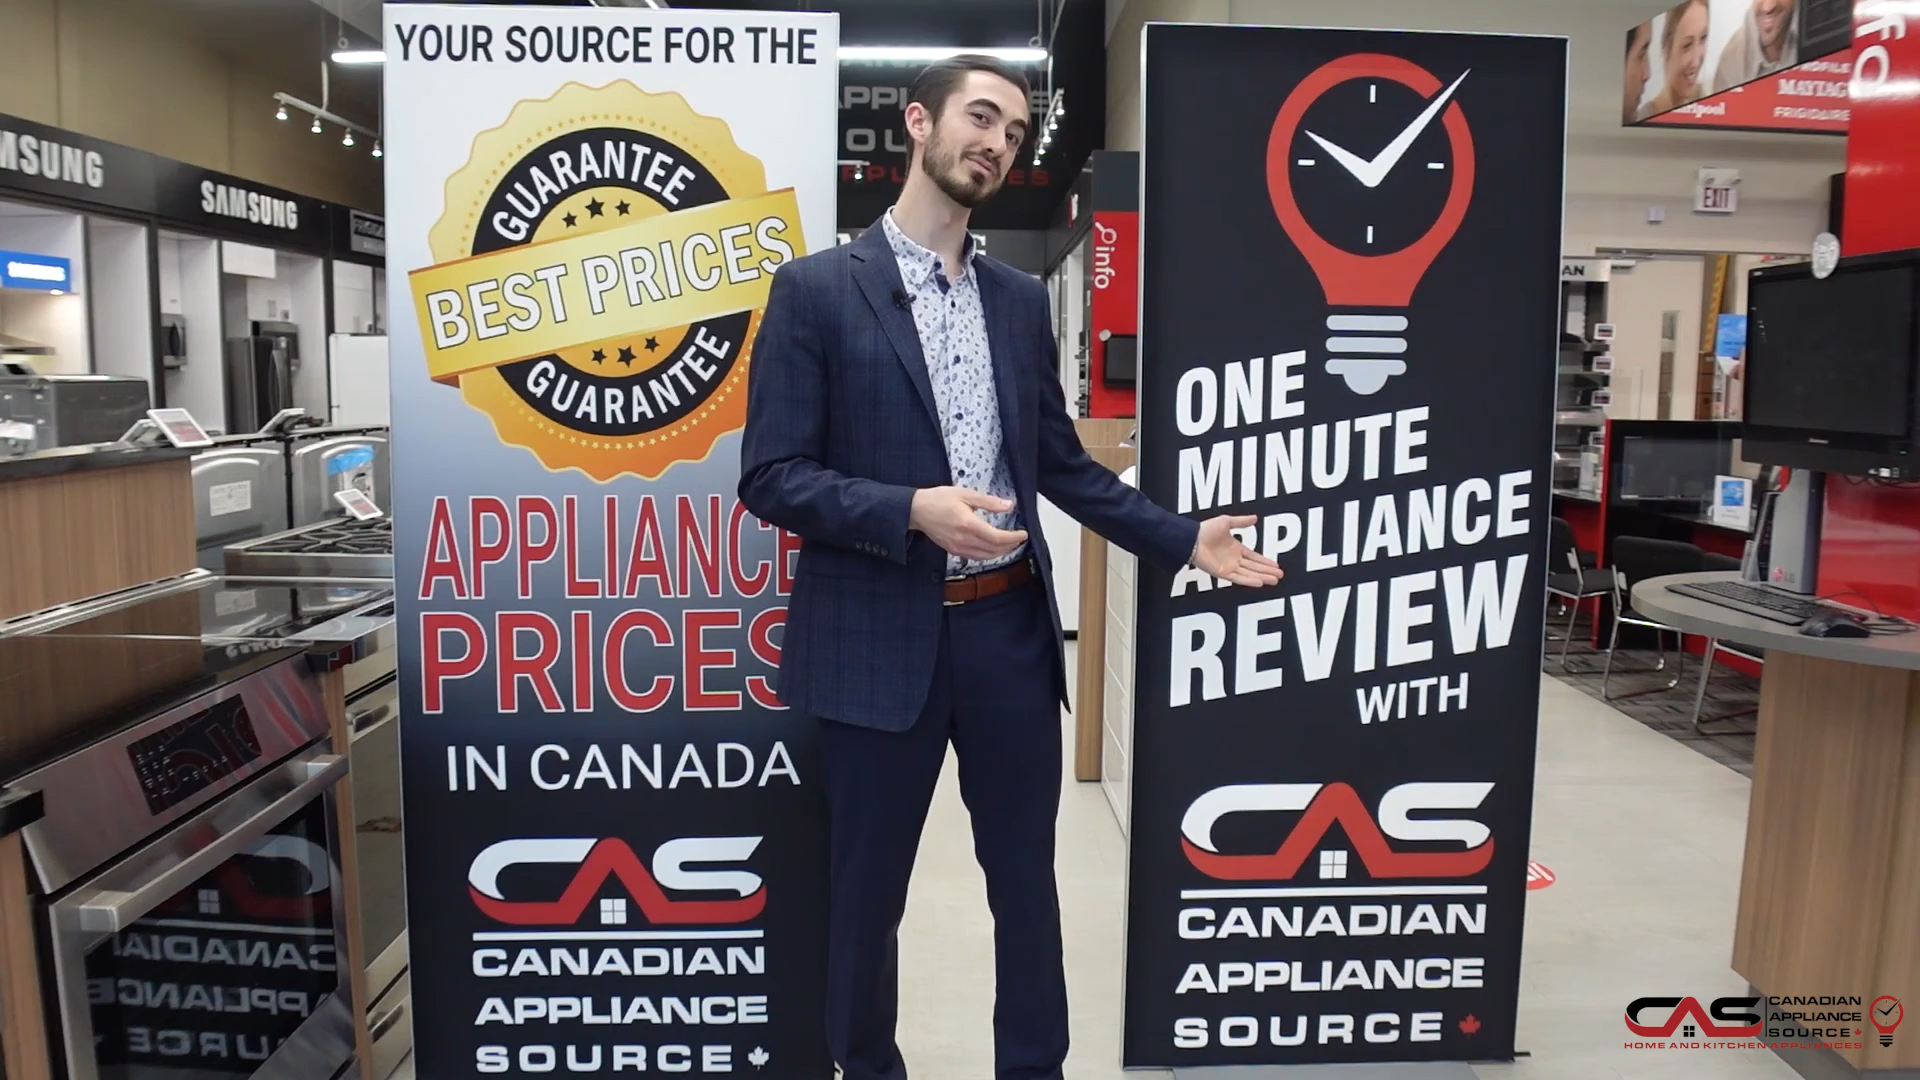 YOUR SOURCE FOR THE
GUARANTEE
BEST PRICES
GUARANTEE
APPLIANCE
PRICES
IN CANADA
CAS
CANADIAN
APPLIANCE
SOURCE
ONE
MINUTE
APPLIANCE
REVIEW
WITH
CAS
CANADIAN
APPLIANCE
SOURCE
SAMSUNG
info
EXIT
MAYTAG
FRIGIDAIRE
CAS
CANADIAN
APPLIANCE
SOURCE
HOME AND KITCHEN APPLIANCES